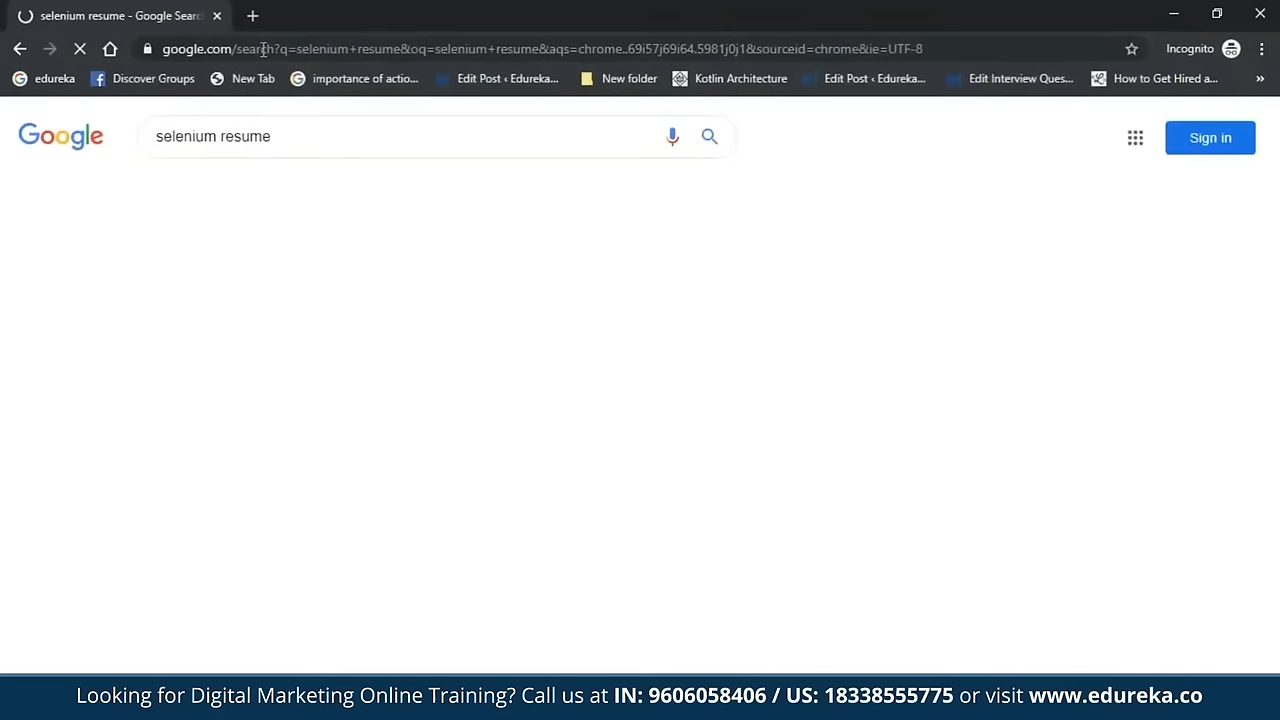 selenium resume - Google Searc
google.com/search?q=selenium+resume&oq=selenium+resume&aqs=chrome..69i57j69i64.5981j0j1&sourceid=chrome&ie=UTF-8
Incognito
edureka
Discover Groups
New Tab
importance of actio...
Edit Post ‹ Edureka...
New folder
Kotlin Architecture
Edit Post ‹ Edureka...
Edit Interview Ques...
How to Get Hired a...
»
Google
selenium resume
Sign in
Looking for Digital Marketing Online Training? Call us at IN: 9606058406 / US: 18338555775 or visit www.edureka.co